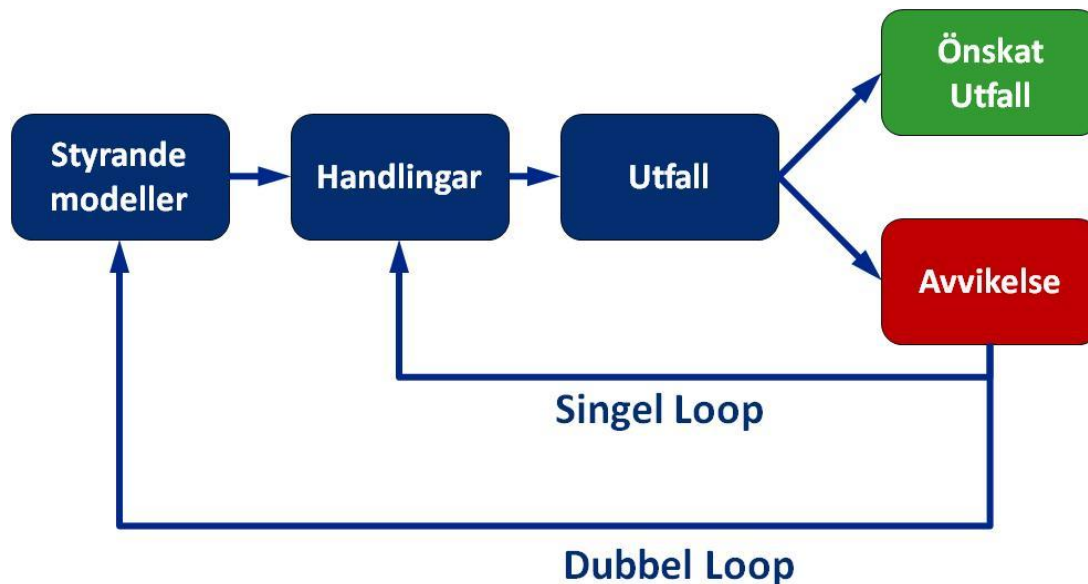 Önskat
Utfall
Styrande
modeller
Handlingar
Utfall
Avvikelse
Singel Loop
Dubbel Loop